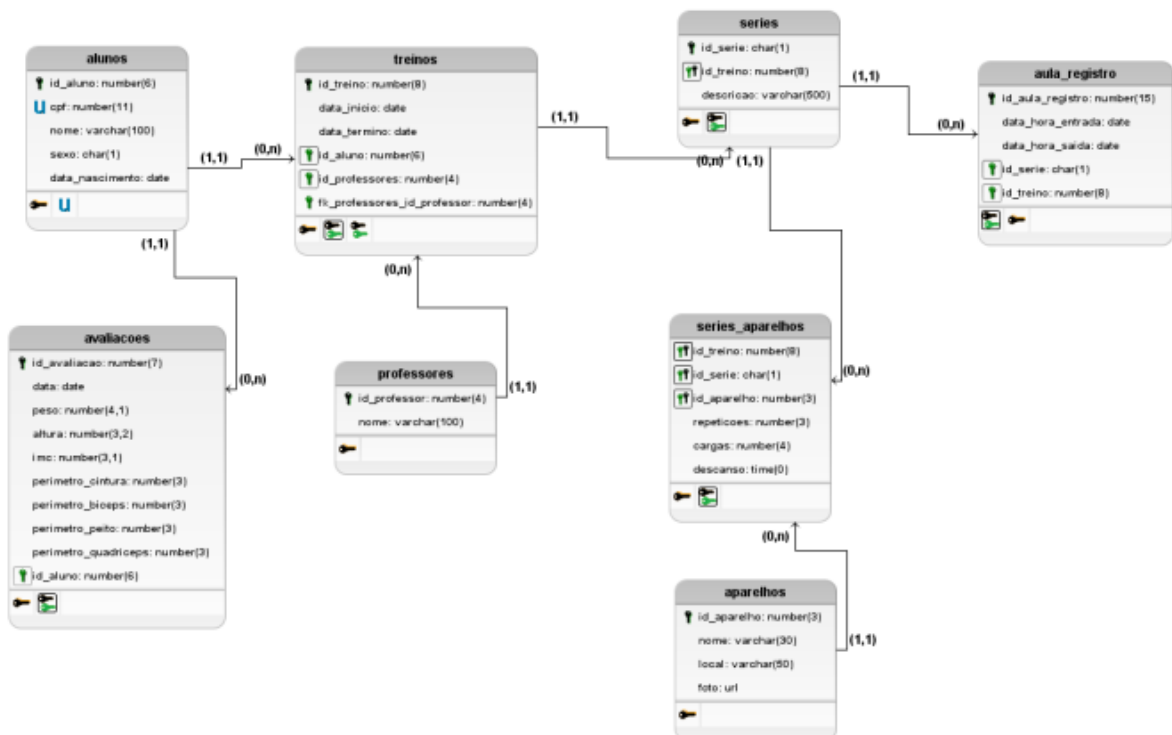 alunos
id_aluno: number(6)
cpf: number(11)
nome: varchar(100)
sexo: char(1)
data_nascimento: date
(1,1)
(0,n)
(1,1)
treinos
id_treino: number(8)
data_inicio: date
data_termino: date
id_aluno: number(6)
id_professores: number(4)
fk_professores_id_professor: number(4)
(1,1)
(0,n)
(0,n)
series
id_serie: char(1)
id_treino: number(8)
descricao: varchar(500)
(1,1)
(1,1)
(0,n)
aula_registro
id_aula_registro: number(15)
data_hora_entrada: date
data_hora_saida: date
id_serie: char(1)
id_treino: number(8)
avaliacoes
id_avaliacao: number(7)
data: date
peso: number(4,1)
altura: number(3,2)
imc: number(3,1)
perimetro_cintura: number(3)
perimetro_biceps: number(3)
perimetro_peito: number(3)
perimetro_quadriceps: number(3)
id_aluno: number(6)
(0,n)
professores
id_professor: number(4)
nome: varchar(100)
(1,1)
series_aparelhos
id_treino: number(8)
id_serie: char(1)
id_aparelho: number(3)
repeticoes: number(3)
cargas: number(4)
descanso: time(0)
(0,n)
(0,n)
aparelhos
id_aparelho: number(3)
nome: varchar(30)
local: varchar(50)
foto: url
(1,1)